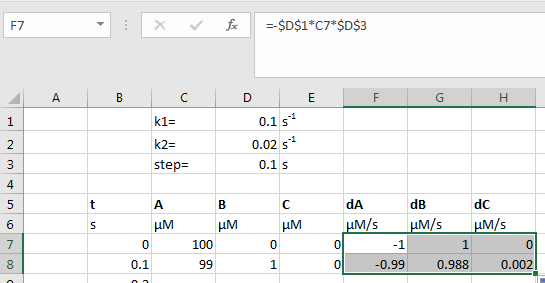 F7 fx =-$D$1*C7*$D$3
A B C D E F G H
1 k1= 0.1 s-1
2 k2= 0.02 s-1
3 step= 0.1 s
4
5 t A B C dA dB dC
6 s µM µM µM µM/s µM/s µM/s
7 0 100 0 0 -1 1 0
8 0.1 99 1 0 -0.99 0.988 0.002